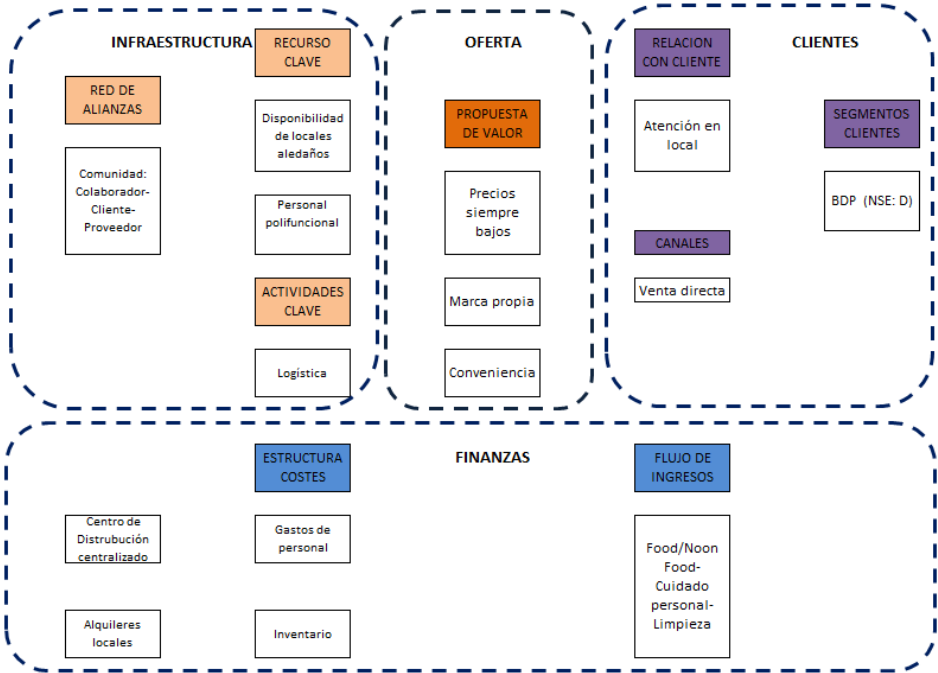 INFRAESTRUCTURA
RED DE
ALIANZAS
Comunidad:
Colaborador-
Cliente-
Proveedor
RECURSO
CLAVE
Disponibilidad
de locales
aledaños
Personal
polifuncional
ACTIVIDADES
CLAVE
Logística
OFERTA
PROPUESTA
DE VALOR
Precios
siempre
bajos
Marca propia
Conveniencia
CLIENTES
RELACION
CON CLIENTE
Atención en
local
CANALES
Venta directa
SEGMENTOS
CLIENTES
BDP (NSE: D)
FINANZAS
ESTRUCTURA
COSTES
Centro de
Distrubución
centralizado
Gastos de
personal
Alquileres
locales
Inventario
FLUJO DE
INGRESOS
Food/Noon
Food-
Cuidado
personal-
Limpieza